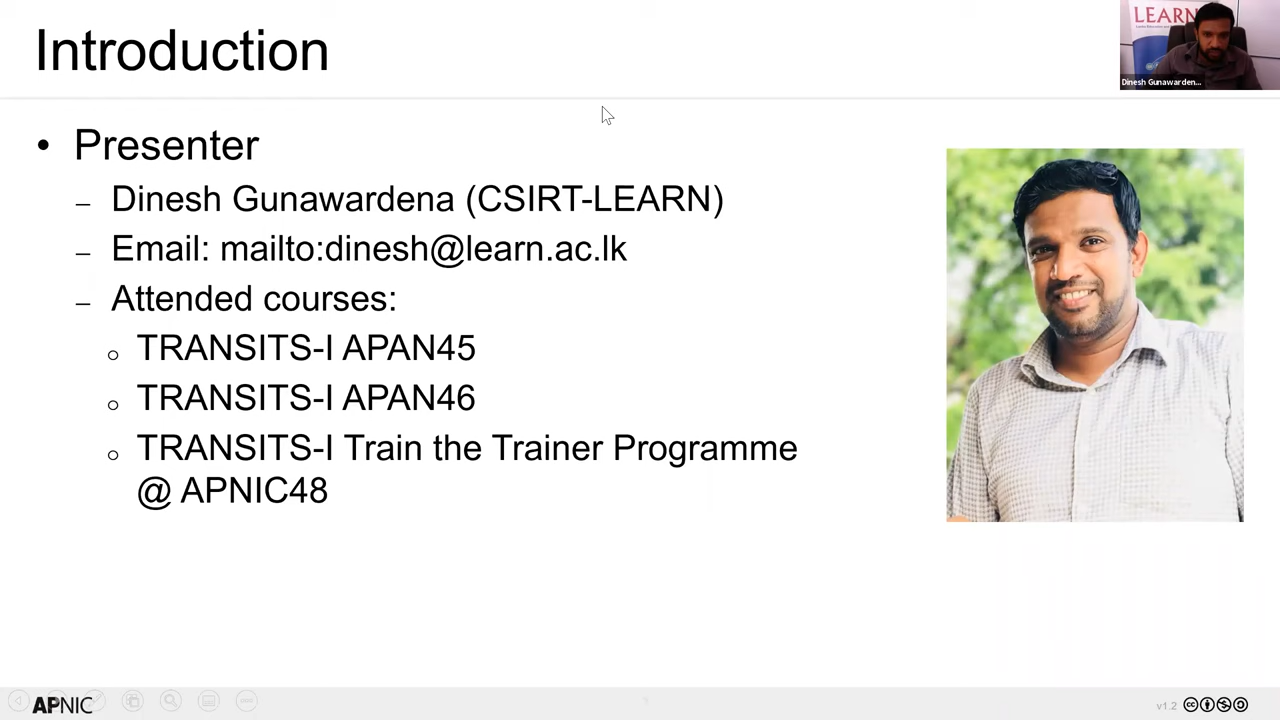 Introduction
LEARN
Dinesh Gunawarden...
• Presenter
– Dinesh Gunawardena (CSIRT-LEARN)
– Email: mailto:dinesh@learn.ac.lk
– Attended courses:
o TRANSITS-I APAN45
o TRANSITS-I APAN46
o TRANSITS-I Train the Trainer Programme
@ APNIC48
APNIC
v1.2